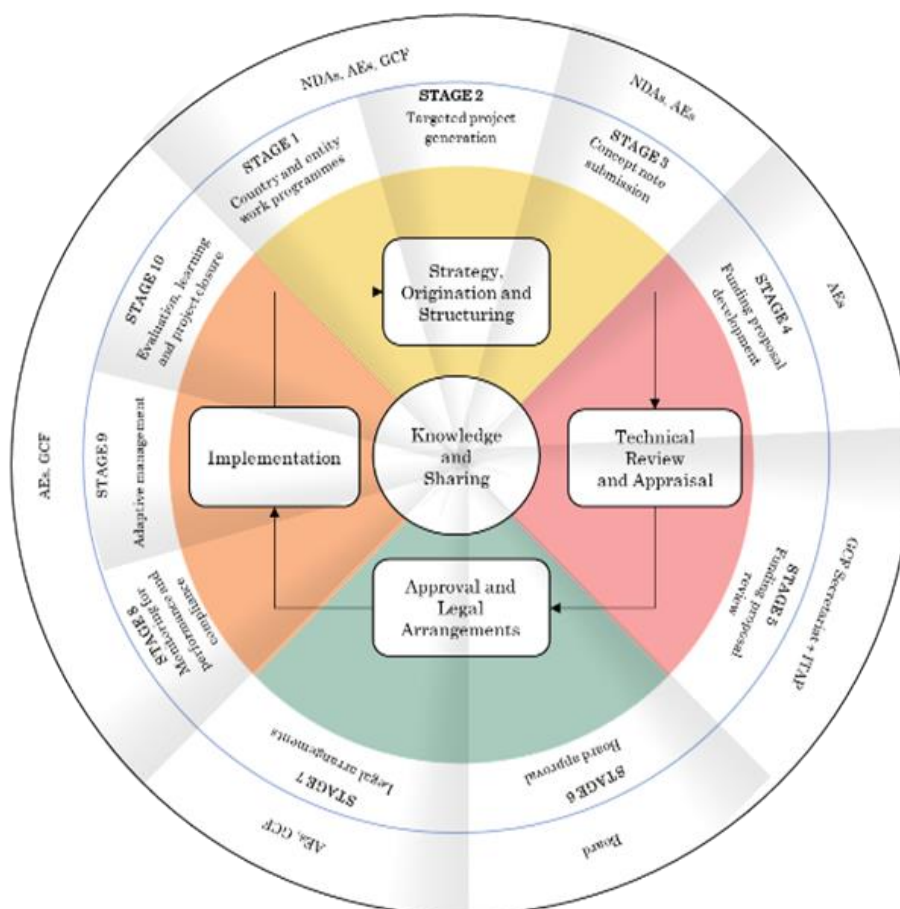 NDAs, AEs, GCF
NDAs, AEs
AEs
GCF Secretariat + ITAP
Board
AEs, GCF
AEs, GCF
STAGE 1
Country and entity
work programmes
STAGE 2
Targeted project
generation
STAGE 3
Concept note
submission
STAGE 4
Funding proposal
development
STAGE 5
Funding proposal
review
STAGE 6
Board approval
STAGE 7
Legal arrangements
STAGE 8
Monitoring for
performance and
compliance
STAGE 9
Adaptive management
STAGE 10
Evaluation, learning
and project closure
Strategy,
Origination and
Structuring
Technical
Review
and Appraisal
Approval and
Legal
Arrangements
Implementation
Knowledge
and
Sharing